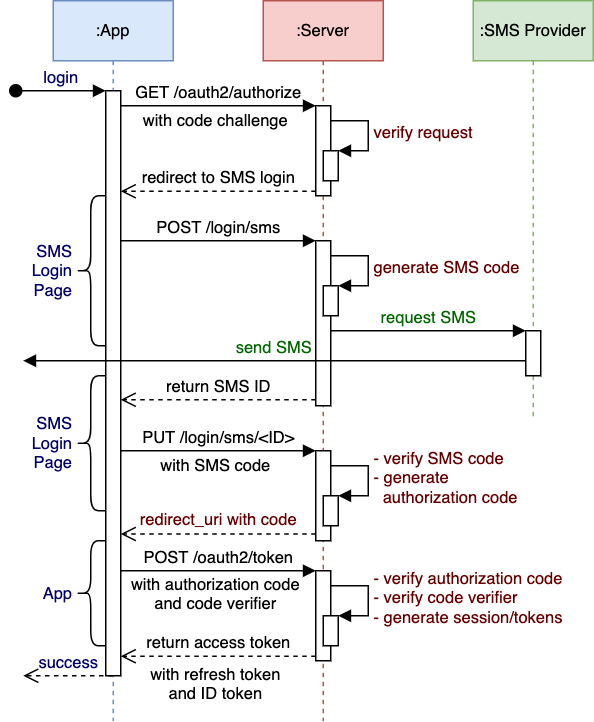 :App
:Server
:SMS Provider
login
GET /oauth2/authorize
with code challenge
verify request
redirect to SMS login
POST /login/sms
SMS
Login
Page
generate SMS code
request SMS
send SMS
return SMS ID
SMS
Login
Page
PUT /login/sms/<ID>
with SMS code
- verify SMS code
- generate
authorization code
redirect_uri with code
POST /oauth2/token
with authorization code
and code verifier
App
- verify authorization code
- verify code verifier
- generate session/tokens
return access token
success
with refresh token
and ID token